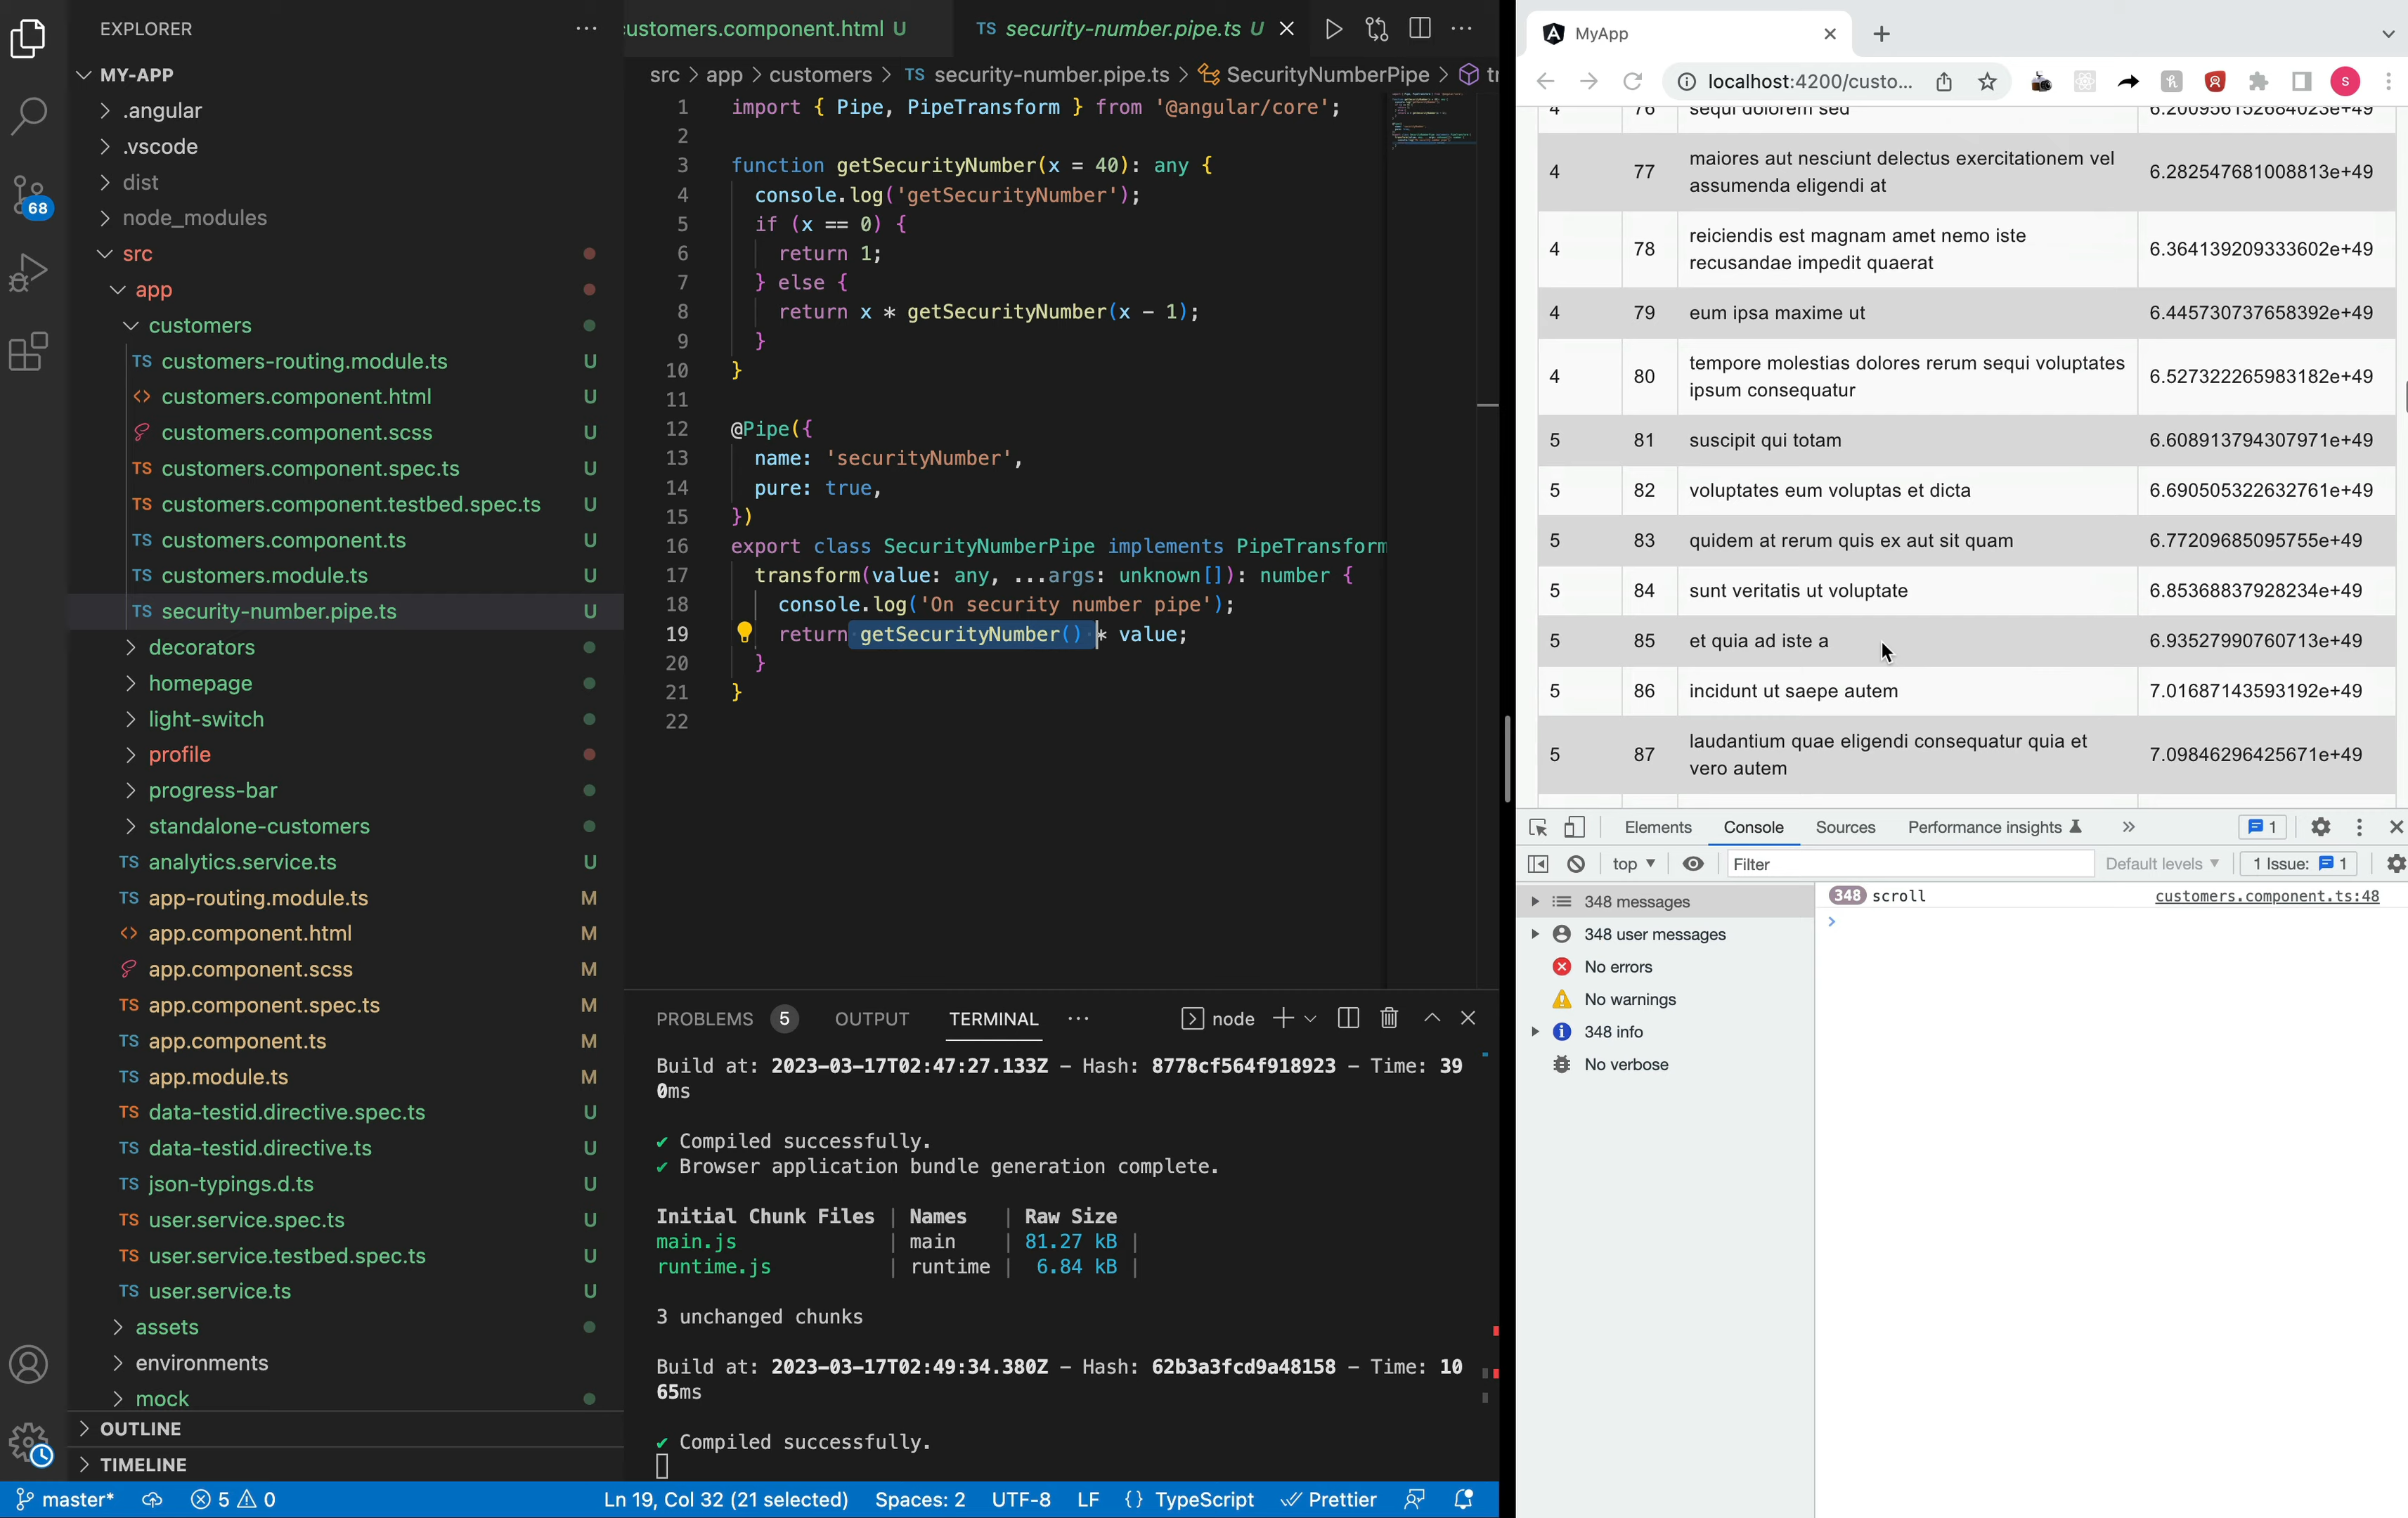 EXPLORER
MY-APP
.angular
.vscode
dist
node_modules
src
app
customers
TS customers-routing.module.ts U
<> customers.component.html U
customers.component.scss U
TS customers.component.spec.ts U
TS customers.component.testbed.spec.ts U
TS customers.component.ts U
TS customers.module.ts U
TS security-number.pipe.ts U
decorators
homepage
light-switch
profile
progress-bar
standalone-customers
TS analytics.service.ts U
TS app-routing.module.ts M
<> app.component.html M
app.component.scss M
TS app.component.spec.ts M
TS app.component.ts M
TS app.module.ts M
TS data-testid.directive.spec.ts U
TS data-testid.directive.ts U
TS json-typings.d.ts U
TS user.service.spec.ts U
TS user.service.testbed.spec.ts U
TS user.service.ts U
assets
environments
mock
OUTLINE
TIMELINE
68
customers.component.html U
TS security-number.pipe.ts U
src > app > customers > TS security-number.pipe.ts > SecurityNumberPipe > tr
1 import { Pipe, PipeTransform } from '@angular/core';
2
3 function getSecurityNumber(x = 40): any {
4 console.log('getSecurityNumber');
5 if (x == 0) {
6 return 1;
7 } else {
8 return x * getSecurityNumber(x - 1);
9 }
10 }
11
12 @Pipe({
13 name: 'securityNumber',
14 pure: true,
15 })
16 export class SecurityNumberPipe implements PipeTransform
17 transform(value: any, ...args: unknown[]): number {
18 console.log('On security number pipe');
19 return getSecurityNumber() * value;
20 }
21 }
22
PROBLEMS 5 OUTPUT TERMINAL ... node
Build at: 2023-03-17T02:47:27.133Z - Hash: 8778cf564f918923 - Time: 39
0ms
✔ Compiled successfully.
✔ Browser application bundle generation complete.
Initial Chunk Files | Names | Raw Size
main.js | main | 81.27 kB |
runtime.js | runtime | 6.84 kB |
3 unchanged chunks
Build at: 2023-03-17T02:49:34.380Z - Hash: 62b3a3fcd9a48158 - Time: 10
65ms
✔ Compiled successfully.
master* 5 0 Ln 19, Col 32 (21 selected) Spaces: 2 UTF-8 LF {} TypeScript Prettier
MyApp
localhost:4200/custo... S
4 76 sequi dolorem sed 6.200956152684023e+49
4 77 maiores aut nesciunt delectus exercitationem vel 6.282547681008813e+49
assumenda eligendi at
4 78 reiciendis est magnam amet nemo iste 6.364139209333602e+49
recusandae impedit quaerat
4 79 eum ipsa maxime ut 6.445730737658392e+49
4 80 tempore molestias dolores rerum sequi voluptates 6.527322265983182e+49
ipsum consequatur
5 81 suscipit qui totam 6.608913794307971e+49
5 82 voluptates eum voluptas et dicta 6.690505322632761e+49
5 83 quidem at rerum quis ex aut sit quam 6.77209685095755e+49
5 84 sunt veritatis ut voluptate 6.85368837928234e+49
5 85 et quia ad iste a 6.93527990760713e+49
5 86 incidunt ut saepe autem 7.01687143593192e+49
5 87 laudantium quae eligendi consequatur quia et 7.09846296425671e+49
vero autem
Elements Console Sources Performance insights 1
top Filter Default levels 1 Issue: 1
348 messages
348 user messages
No errors
No warnings
348 info
No verbose
348 scroll customers.component.ts:48